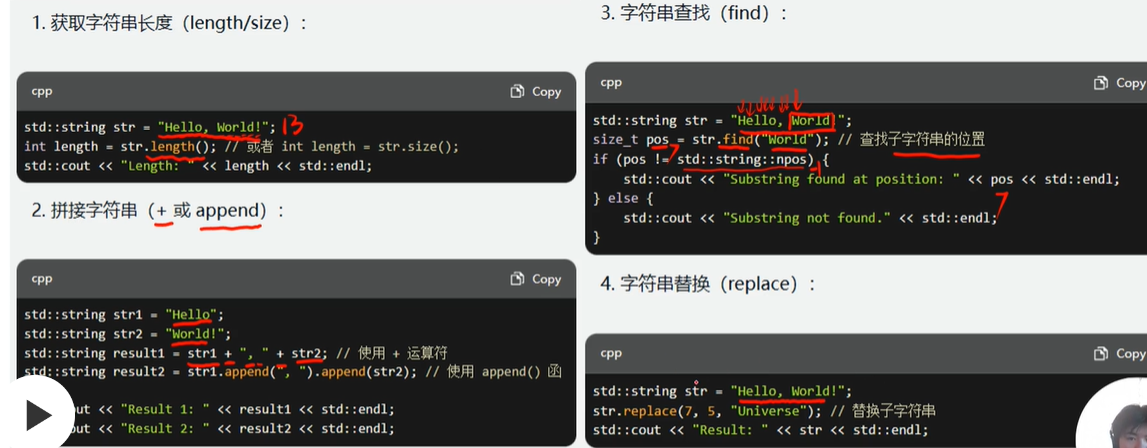 1. 获取字符串长度（length/size）：
cpp
Copy
std::string str = "Hello, World!"; 13
int length = str.length(); // 或者 int length = str.size();
std::cout << "Length: " << length << std::endl;
2. 拼接字符串（+ 或 append）：
cpp
Copy
std::string str1 = "Hello";
std::string str2 = "World!";
std::string result1 = str1 + ", " + str2; // 使用 + 运算符
std::string result2 = str1.append(", ").append(str2); // 使用 append() 函
ut << "Result 1: " << result1 << std::endl;
out << "Result 2: " << result2 << std::endl;
3. 字符串查找（find）：
cpp
Copy
std::string str = "Hello, World!";
size_t pos = str.find("World"); // 查找子字符串的位置
7
if (pos != std::string::npos) { -1
std::cout << "Substring found at position: " << pos << std::endl;
} else {
7
std::cout << "Substring not found." << std::endl;
}
4. 字符串替换（replace）：
cpp
Copy
std::string str = "Hello, World!";
str.replace(7, 5, "Universe"); // 替换子字符串
std::cout << "Result: " << str << std::endl;